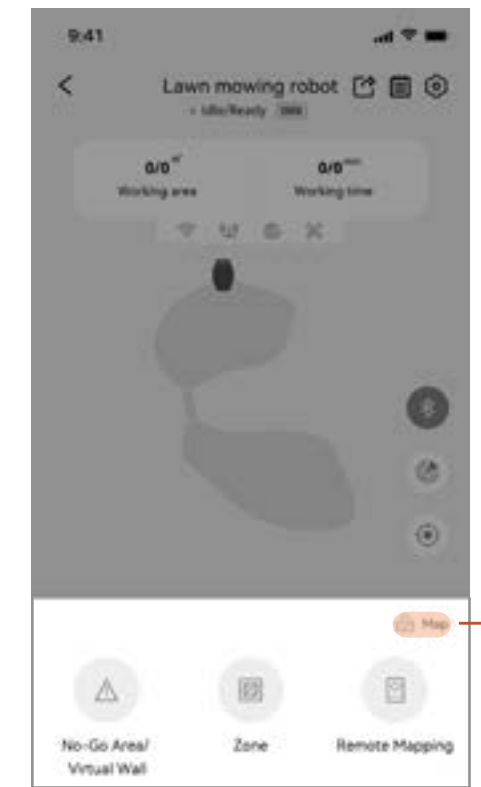 9:41
Lawn mowing robot
Idle/Ready
0/0
0/0
Working area
Working time
Map
No-Go Area/
Virtual Wall
Zone
Remote Mapping